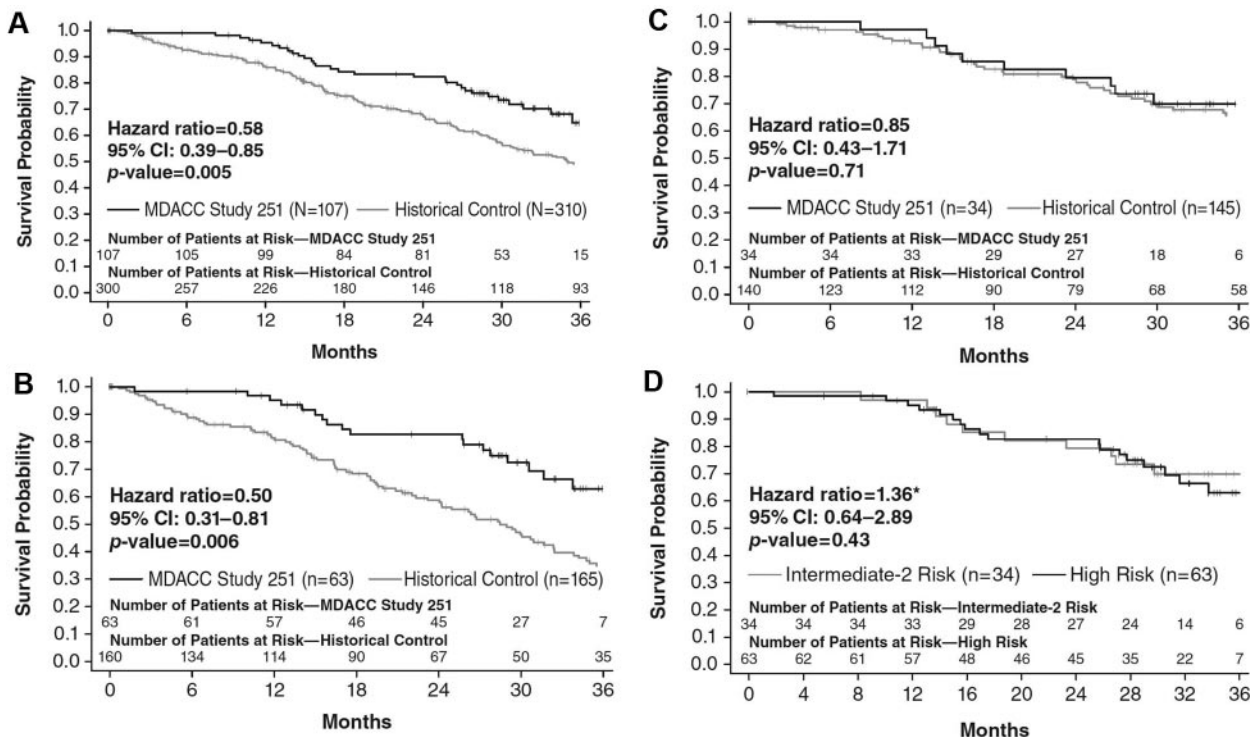 A
Survival Probability
1.0
0.9
0.8
0.7
0.6
0.5
0.4
0.3
0.2
0.1
0.0
Hazard ratio=0.58
95% CI: 0.39–0.85
p-value=0.005
MDACC Study 251 (N=107) Historical Control (N=310)
Number of Patients at Risk—MDACC Study 251
107 105 99 84 81 53 15
Number of Patients at Risk—Historical Control
300 257 226 180 146 118 93
0 6 12 18 24 30 36
Months
B
Survival Probability
1.0
0.9
0.8
0.7
0.6
0.5
0.4
0.3
0.2
0.1
0.0
Hazard ratio=0.50
95% CI: 0.31–0.81
p-value=0.006
MDACC Study 251 (n=63) Historical Control (n=165)
Number of Patients at Risk—MDACC Study 251
63 61 57 46 45 27 7
Number of Patients at Risk—Historical Control
160 134 114 90 67 50 35
0 6 12 18 24 30 36
Months
C
Survival Probability
1.0
0.9
0.8
0.7
0.6
0.5
0.4
0.3
0.2
0.1
0.0
Hazard ratio=0.85
95% CI: 0.43–1.71
p-value=0.71
MDACC Study 251 (n=34) Historical Control (n=145)
Number of Patients at Risk—MDACC Study 251
34 34 33 29 27 18 6
Number of Patients at Risk—Historical Control
140 123 112 90 79 68 58
0 6 12 18 24 30 36
Months
D
Survival Probability
1.0
0.9
0.8
0.7
0.6
0.5
0.4
0.3
0.2
0.1
0.0
Hazard ratio=1.36*
95% CI: 0.64–2.89
p-value=0.43
Intermediate-2 Risk (n=34) High Risk (n=63)
Number of Patients at Risk—Intermediate-2 Risk
34 34 34 33 29 28 27 24 14 6
Number of Patients at Risk—High Risk
63 62 61 57 48 46 45 35 22 7
0 4 8 12 16 20 24 28 32 36
Months